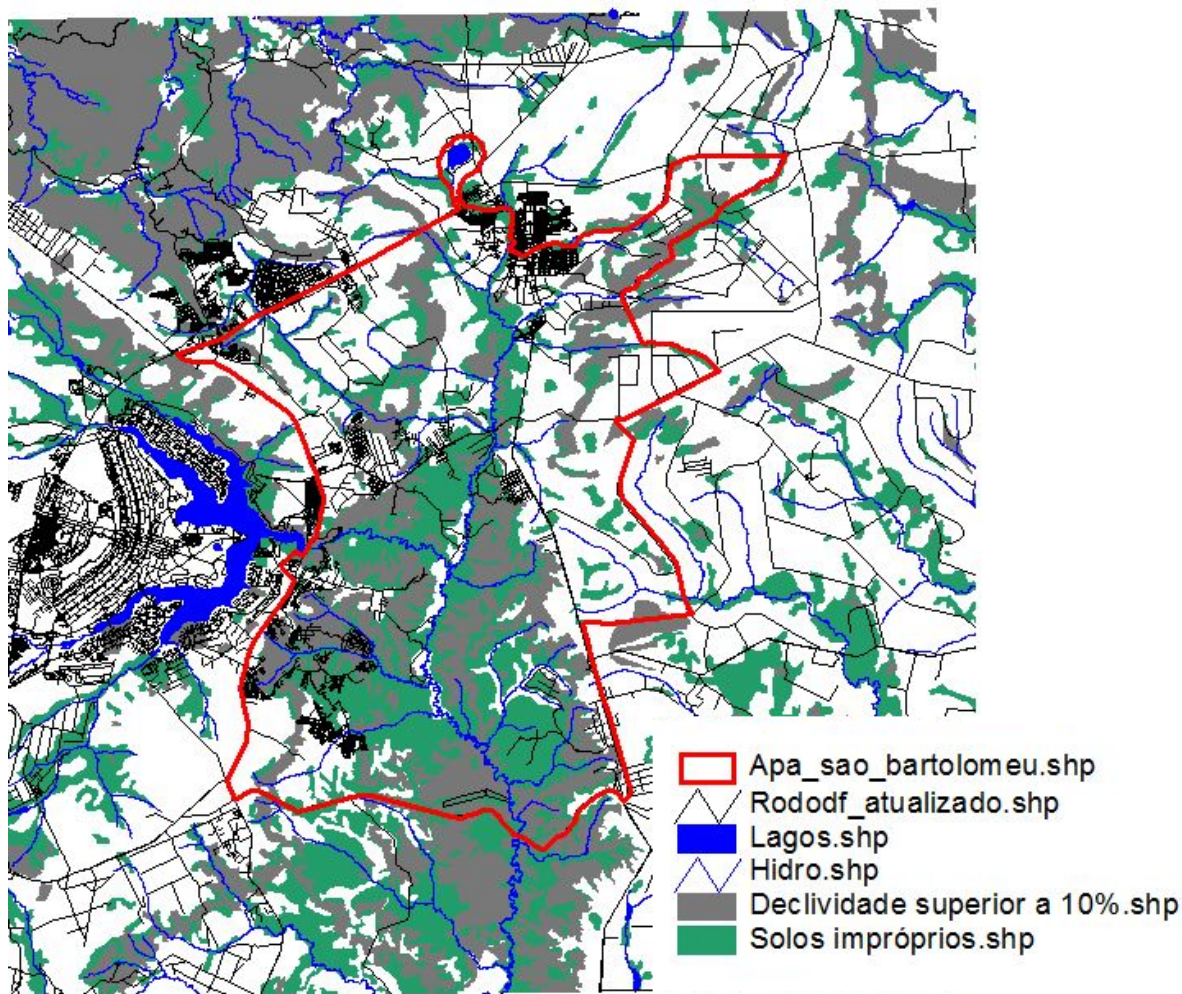 Apa_sao_bartolomeu.shp
Rododf_atualizado.shp
Lagos.shp
Hidro.shp
Declividade superior a 10%.shp
Solos impróprios.shp